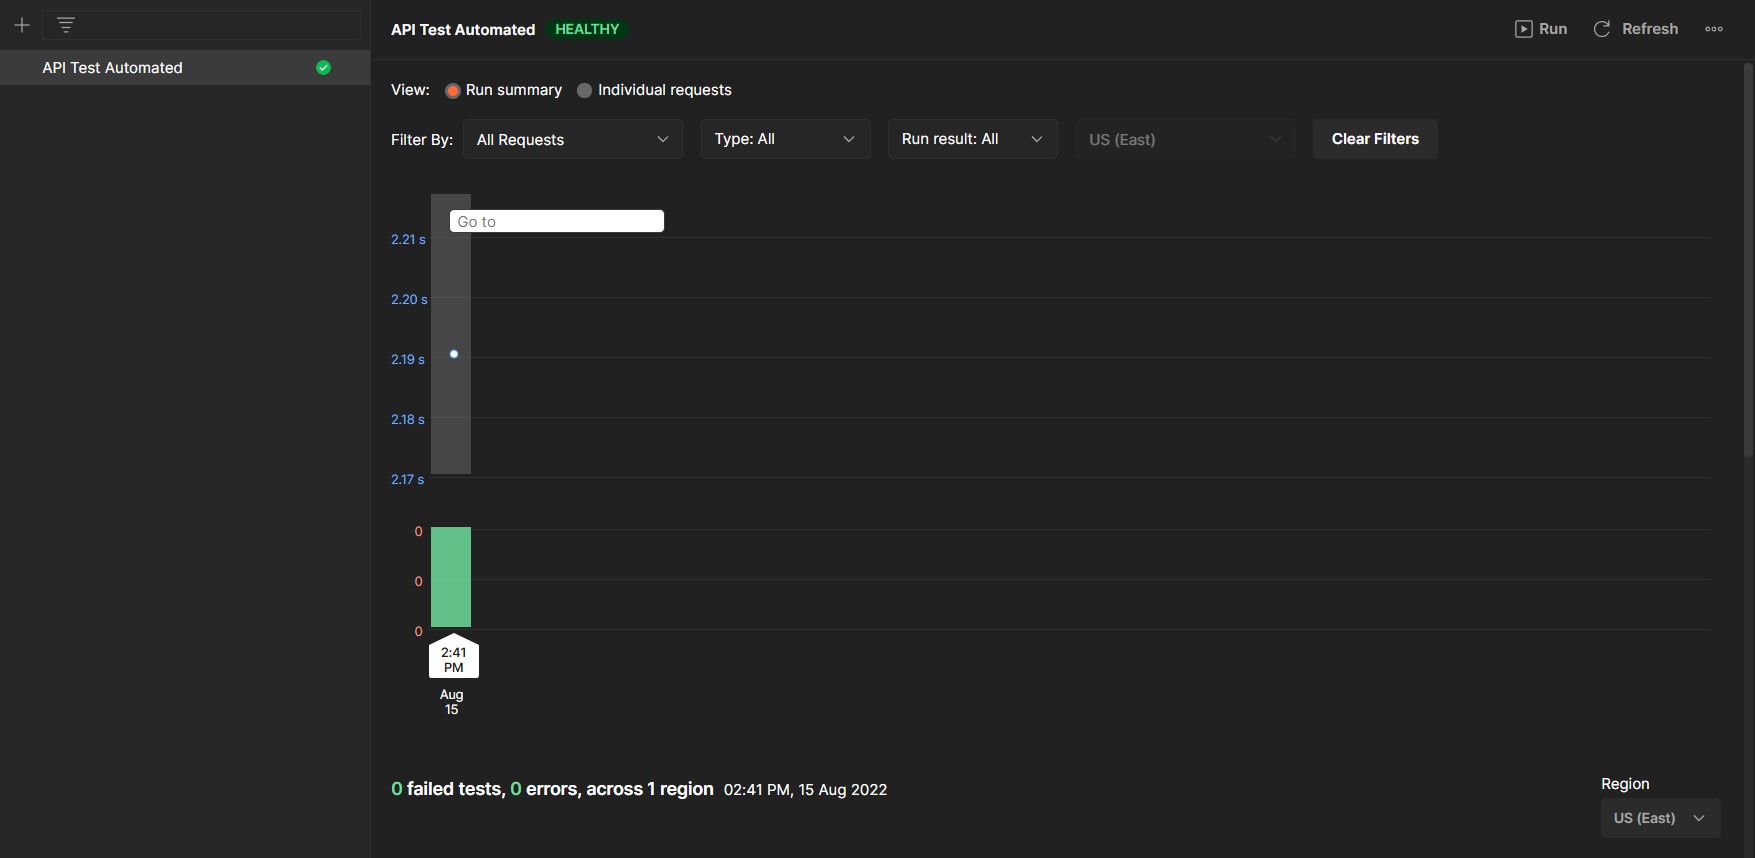 API Test Automated
API Test Automated HEALTHY
Run Refresh
View: Run summary Individual requests
Filter By: All Requests Type: All Run result: All US (East) Clear Filters
Go to
2.21 s
2.20 s
2.19 s
2.18 s
2.17 s
0
0
0
2:41
PM
Aug
15
0 failed tests, 0 errors, across 1 region 02:41 PM, 15 Aug 2022
Region
US (East)